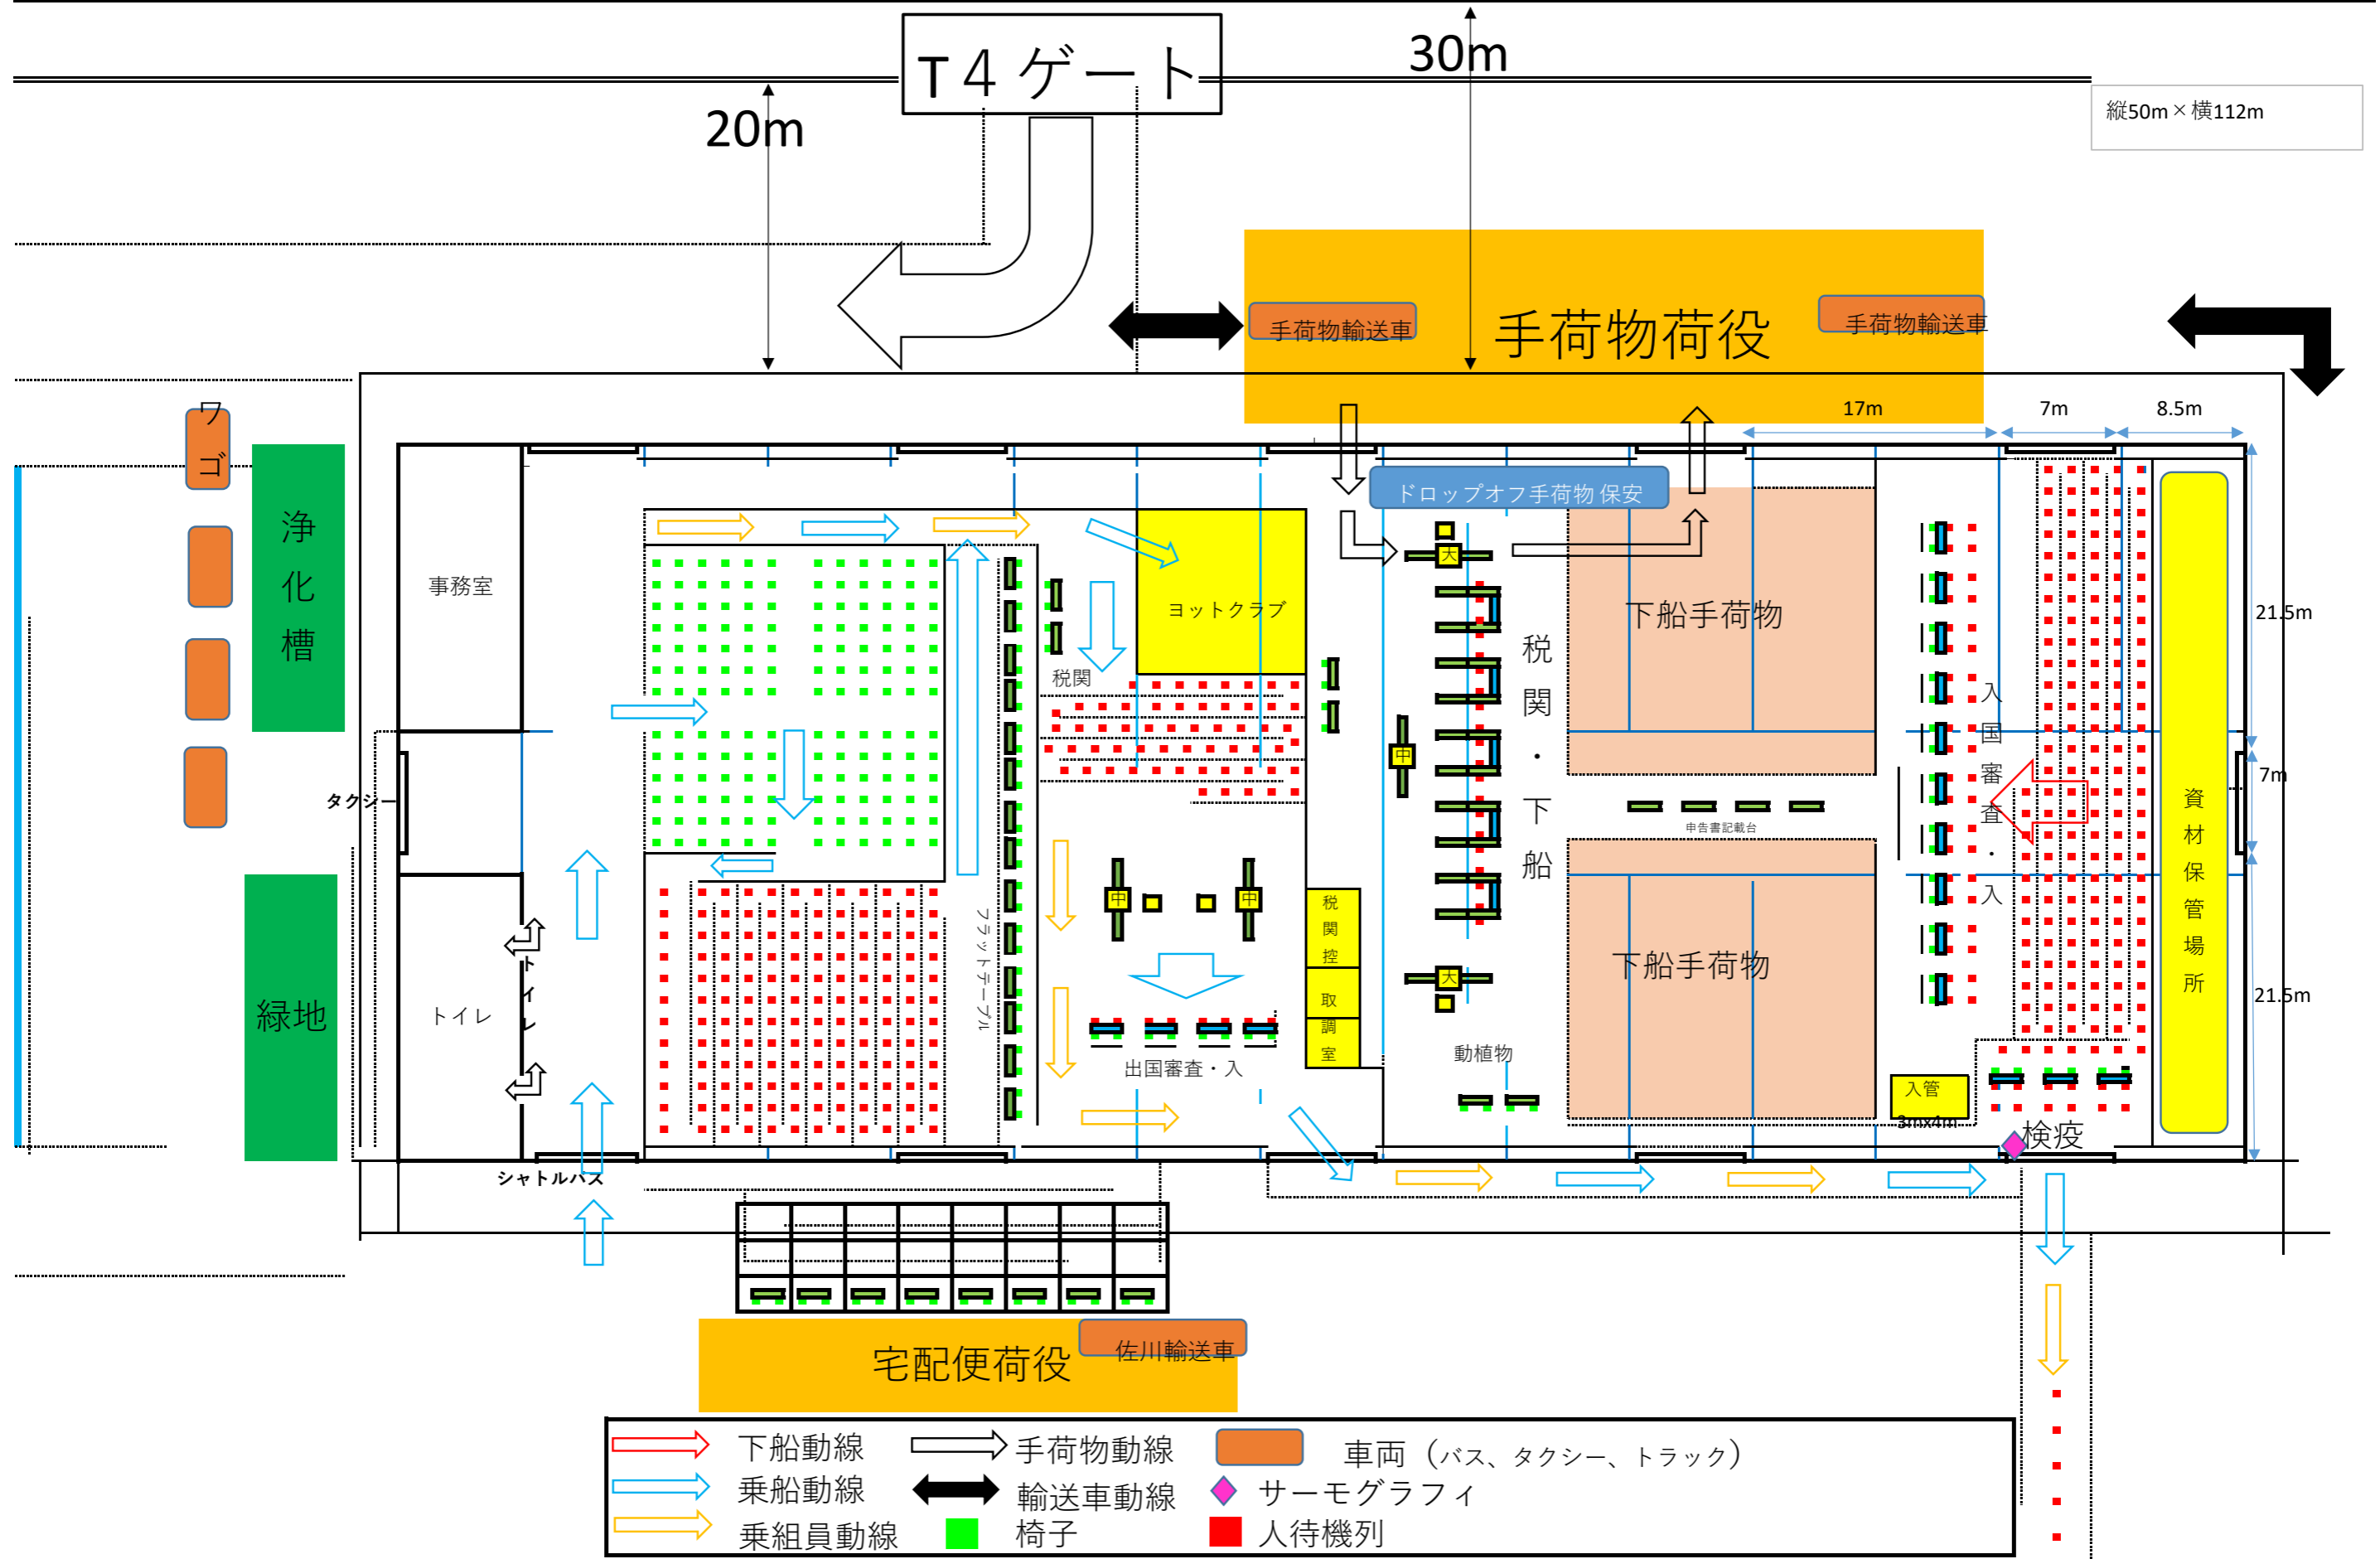 30m
T４ ゲート
20m
縦50m×横112m
手荷物輸送車
手荷物荷役
手荷物輸送車
ワゴ
17m
7m
8.5m
ドロップオフ手荷物 保安
浄化槽
事務室
大
ヨットクラブ
下船手荷物
21.5m
税関
税関・下船
入国審査・入
中
7m
タクシー
申告書記載台
資材保管場所
中
中
税関控
フラットテーブル
トイレ
下船手荷物
大
21.5m
緑地
トイレ
取調室
動植物
出国審査・入
入管
3mx4m
検疫
シャトルバス
宅配便荷役
佐川輸送車
下船動線
手荷物動線
車両（バス、タクシー、トラック）
乗船動線
輸送車動線
サーモグラフィ
乗組員動線
椅子
人待機列